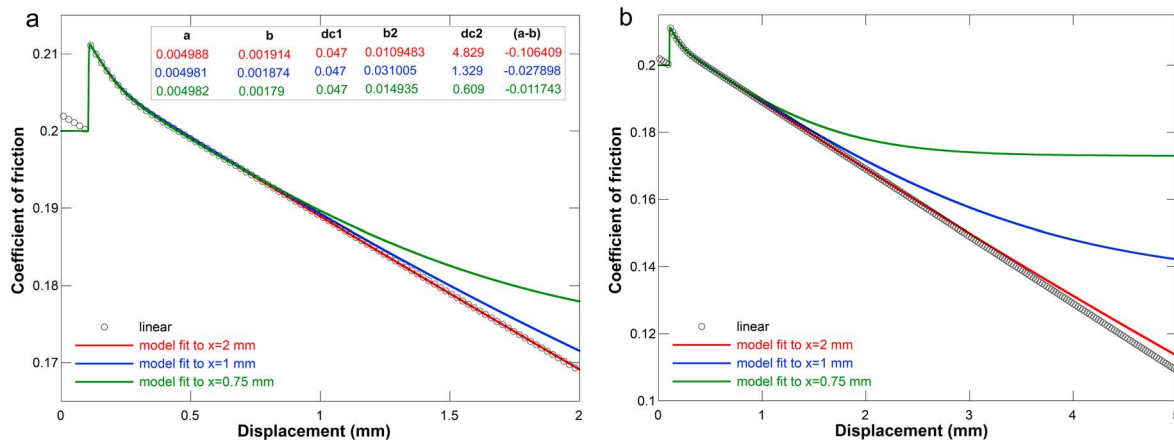 a
0.21
0.2
0.19
0.18
0.17
Coefficient of friction
a b dc1 b2 dc2 (a-b)
0.004988 0.001914 0.047 0.0109483 4.829 -0.106409
0.004981 0.001874 0.047 0.031005 1.329 -0.027898
0.004982 0.00179 0.047 0.014935 0.609 -0.011743
linear
model fit to x=2 mm
model fit to x=1 mm
model fit to x=0.75 mm
0 0.5 1 1.5 2
Displacement (mm)
b
0.2
0.18
0.16
0.14
0.12
0.1
Coefficient of friction
linear
model fit to x=2 mm
model fit to x=1 mm
model fit to x=0.75 mm
0 1 2 3 4 5
Displacement (mm)